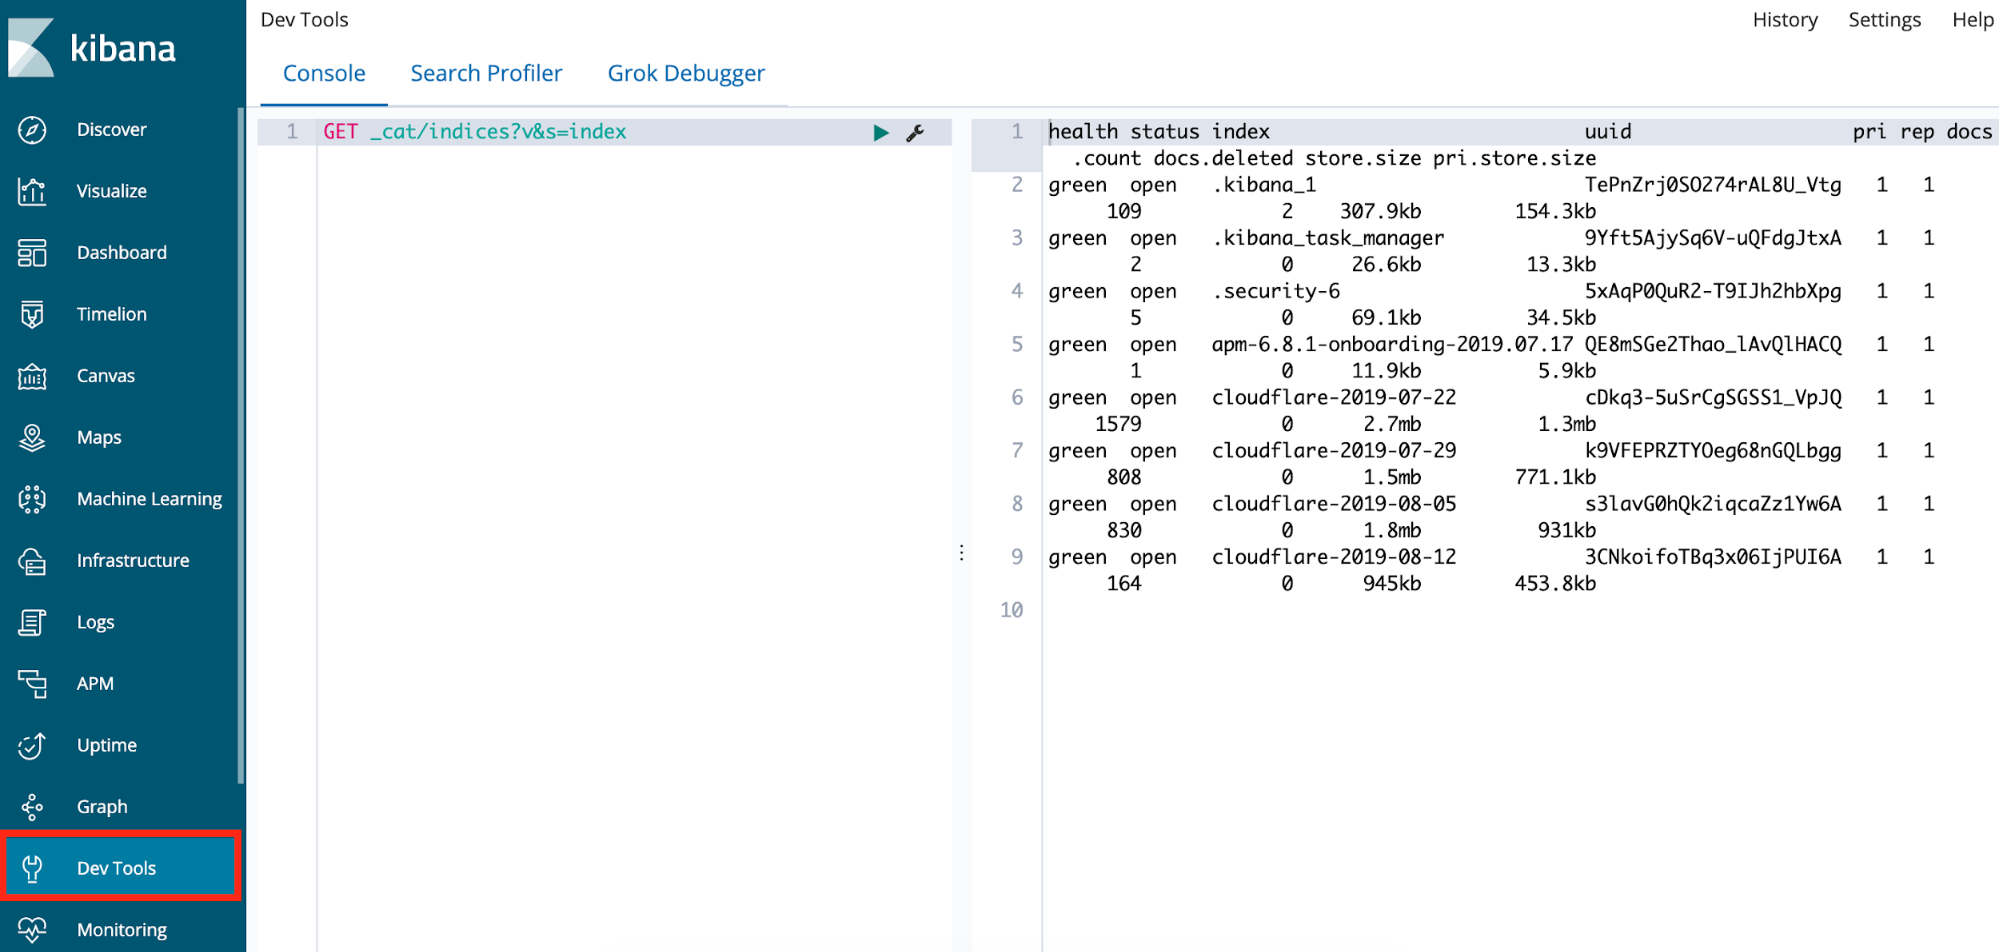 kibana
Discover
Visualize
Dashboard
Timelion
Canvas
Maps
Machine Learning
Infrastructure
Logs
APM
Uptime
Graph
Dev Tools
Monitoring
Dev Tools
History Settings Help
Console Search Profiler Grok Debugger
1 GET _cat/indices?v&s=index
1 health status index uuid pri rep docs
.count docs.deleted store.size pri.store.size
2 green open .kibana_1 TePnZrj0SO274rAL8U_Vtg 1 1
109 2 307.9kb 154.3kb
3 green open .kibana_task_manager 9Yft5AjySq6V-uQFdgJtxA 1 1
2 0 26.6kb 13.3kb
4 green open .security-6 5xAqP0QuR2-T9IJh2hbXpg 1 1
5 0 69.1kb 34.5kb
5 green open apm-6.8.1-onboarding-2019.07.17 QE8mSGe2Thao_lAvQlHACQ 1 1
1 0 11.9kb 5.9kb
6 green open cloudflare-2019-07-22 cDkq3-5uSrCgSGSS1_VpJQ 1 1
1579 0 2.7mb 1.3mb
7 green open cloudflare-2019-07-29 k9VFEPRZTYOeg68nGQLbgg 1 1
808 0 1.5mb 771.1kb
8 green open cloudflare-2019-08-05 s3lavG0hQk2iqcaZz1Yw6A 1 1
830 0 1.8mb 931kb
9 green open cloudflare-2019-08-12 3CNkoifoTBq3x06IjPUI6A 1 1
164 0 945kb 453.8kb
10